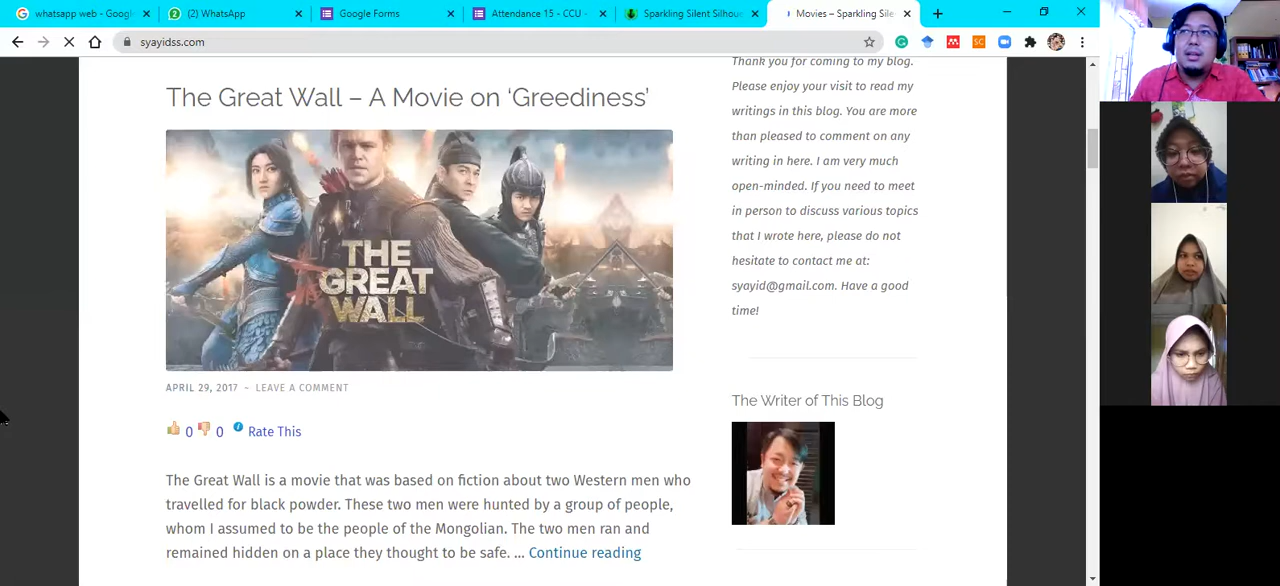 whatsapp web - Googl
(2) WhatsApp
Google Forms
Attendance 15 - CCU -
Sparkling Silent Silhoue
Movies – Sparkling Sile
syayidss.com
The Great Wall – A Movie on ‘Greediness’
THE
GREAT
WALL
APRIL 29, 2017 – LEAVE A COMMENT
0 0 Rate This
The Great Wall is a movie that was based on fiction about two Western men who
travelled for black powder. These two men were hunted by a group of people,
whom I assumed to be the people of the Mongolian. The two men ran and
remained hidden on a place they thought to be safe. … Continue reading
Thank you for coming to my blog.
Please enjoy your visit to read my
writings in this blog. You are more
than pleased to comment on any
writing in here. I am very much
open-minded. If you need to meet
in person to discuss various topics
that I wrote here, please do not
hesitate to contact me at:
syayid@gmail.com. Have a good
time!
The Writer of This Blog